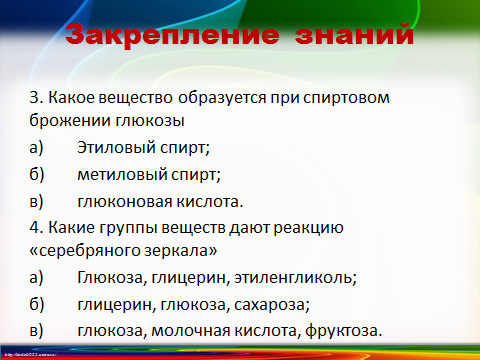 Закрепление знаний
3. Какое вещество образуется при спиртовом
брожении глюкозы
а) Этиловый спирт;
б) метиловый спирт;
в) глюконовая кислота.
4. Какие группы веществ дают реакцию
«серебряного зеркала»
а) Глюкоза, глицерин, этиленгликоль;
б) глицерин, глюкоза, сахароза;
в) глюкоза, молочная кислота, фруктоза.